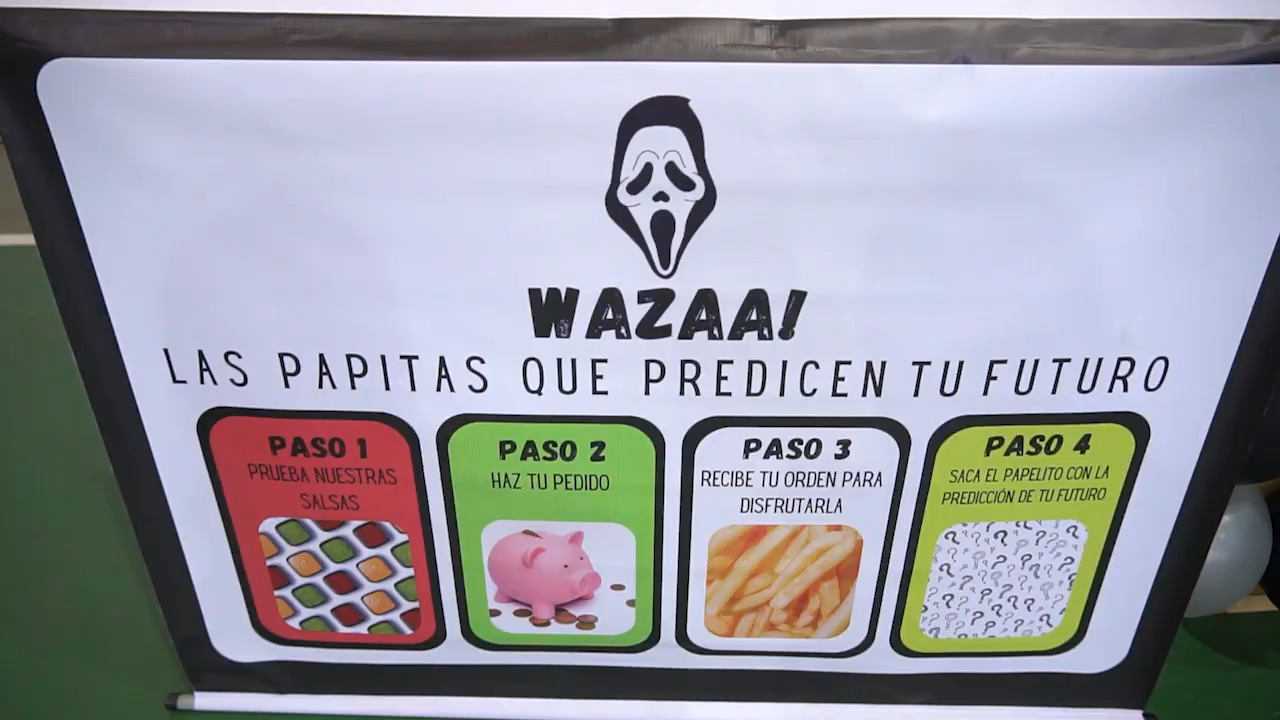 WAZAA!
LAS PAPITAS QUE PREDICEN TU FUTURO
PASO 1
PRUEBA NUESTRAS
SALSAS
PASO 2
HAZ TU PEDIDO
PASO 3
RECIBE TU ORDEN PARA
DISFRUTARLA
PASO 4
SACA EL PAPELITO CON LA
PREDICCIÓN DE TU FUTURO